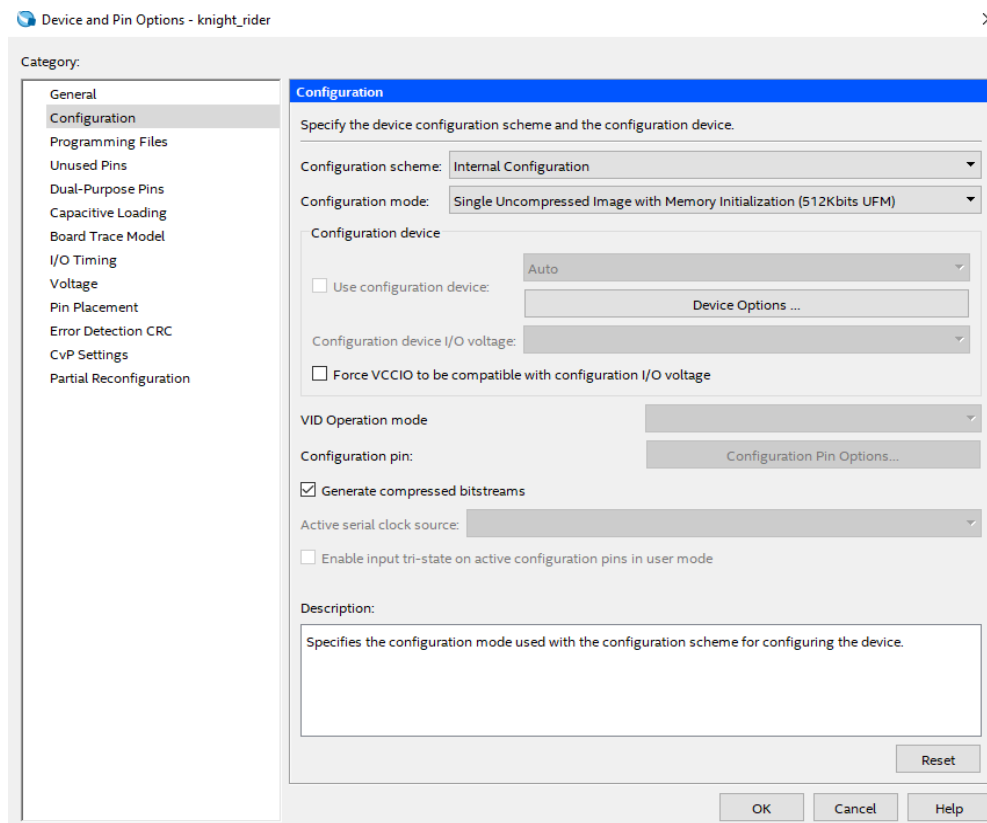 Device and Pin Options - knight_rider
Category:
General
Configuration
Programming Files
Unused Pins
Dual-Purpose Pins
Capacitive Loading
Board Trace Model
I/O Timing
Voltage
Pin Placement
Error Detection CRC
CvP Settings
Partial Reconfiguration
Configuration
Specify the device configuration scheme and the configuration device.
Configuration scheme: Internal Configuration
Configuration mode: Single Uncompressed Image with Memory Initialization (512Kbits UFM)
Configuration device
Use configuration device: Auto
Device Options ...
Configuration device I/O voltage:
Force VCCIO to be compatible with configuration I/O voltage
VID Operation mode
Configuration pin: Configuration Pin Options...
Generate compressed bitstreams
Active serial clock source:
Enable input tri-state on active configuration pins in user mode
Description:
Specifies the configuration mode used with the configuration scheme for configuring the device.
Reset
OK Cancel Help